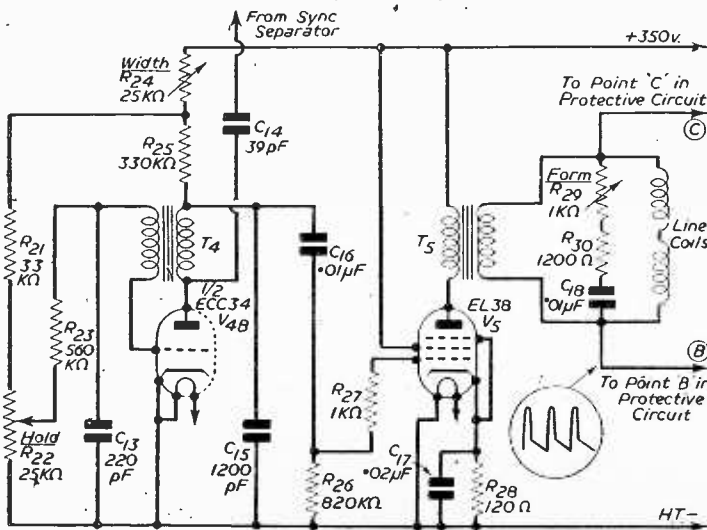 From Sync
Separator
+350v.
Width
R24
25KΩ
To Point 'C' in
Protective Circuit
C
C14
39pF
R25
330KΩ
Form
R29
1KΩ
R21
33
KΩ
T4
C16
·01µF
T5
R30
1200Ω
Line
Coils
C18
·01µF
1/2
ECC34
V4B
EL38
V5
R23
560
KΩ
B
To Point B in
Protective
Circuit
R27
1KΩ
Hold
R22
25KΩ
C13
220
pF
C15
1200
pF
C17
·02µF
R26
820KΩ
R28
120Ω
HT-